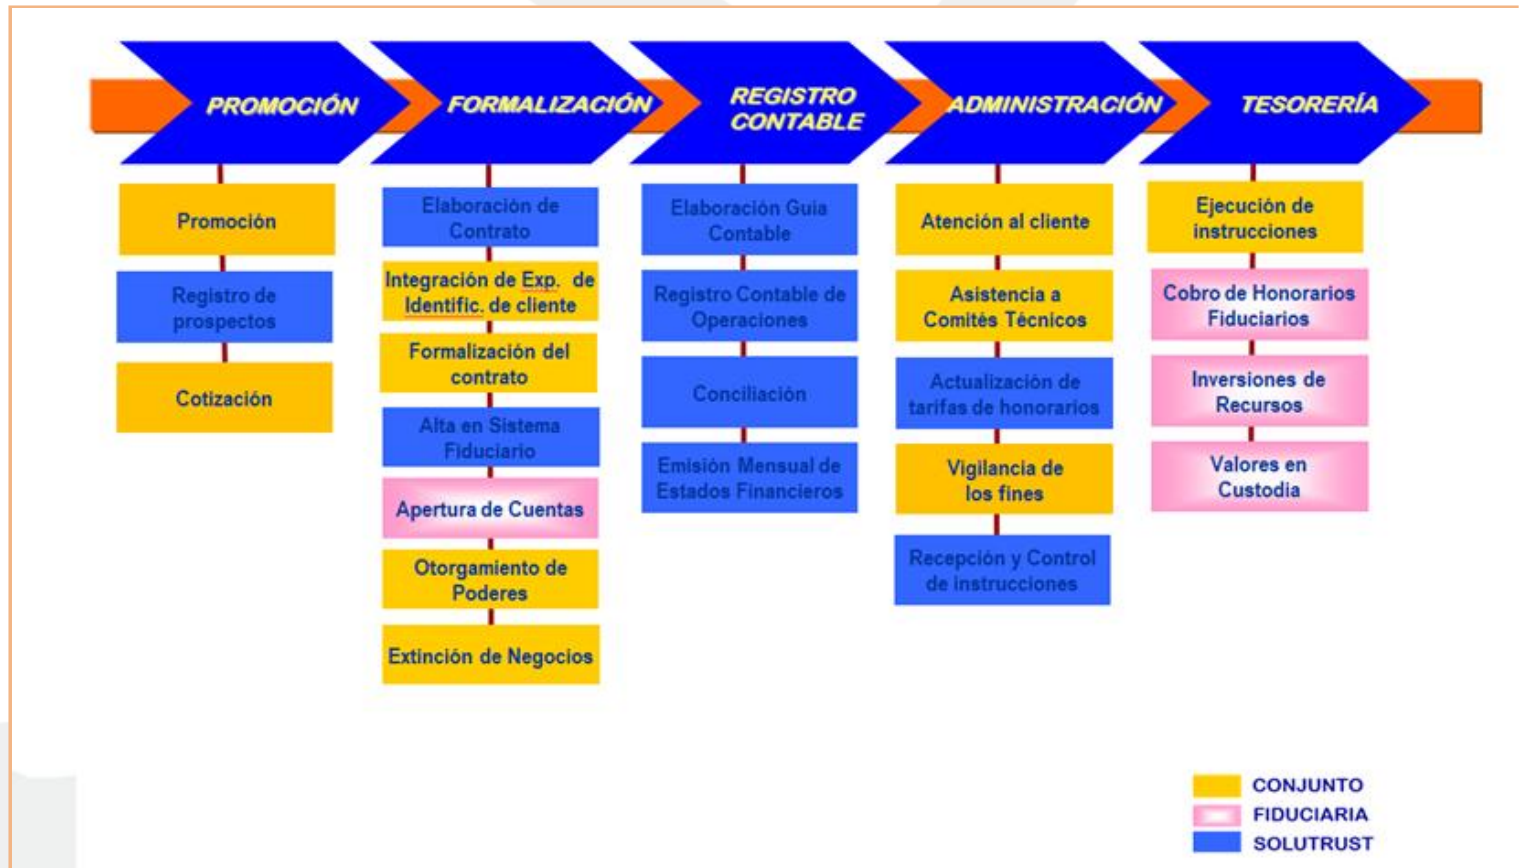 PROMOCIÓN
FORMALIZACIÓN
REGISTRO
CONTABLE
ADMINISTRACIÓN
TESORERÍA
Promoción
Registro de
prospectos
Cotización
Elaboración de
Contrato
Integración de Exp. de
Identific. de cliente
Formalización del
contrato
Alta en Sistema
Fiduciario
Apertura de Cuentas
Otorgamiento de
Poderes
Extinción de Negocios
Elaboración Guia
Contable
Registro Contable de
Operaciones
Conciliación
Emisión Mensual de
Estados Financieros
Atención al cliente
Asistencia a
Comités Técnicos
Actualización de
tarifas de honorarios
Vigilancia de
los fines
Recepción y Control
de instrucciones
Ejecución de
instrucciones
Cobro de Honorarios
Fiduciarios
Inversiones de
Recursos
Valores en
Custodia
CONJUNTO
FIDUCIARIA
SOLUTRUST